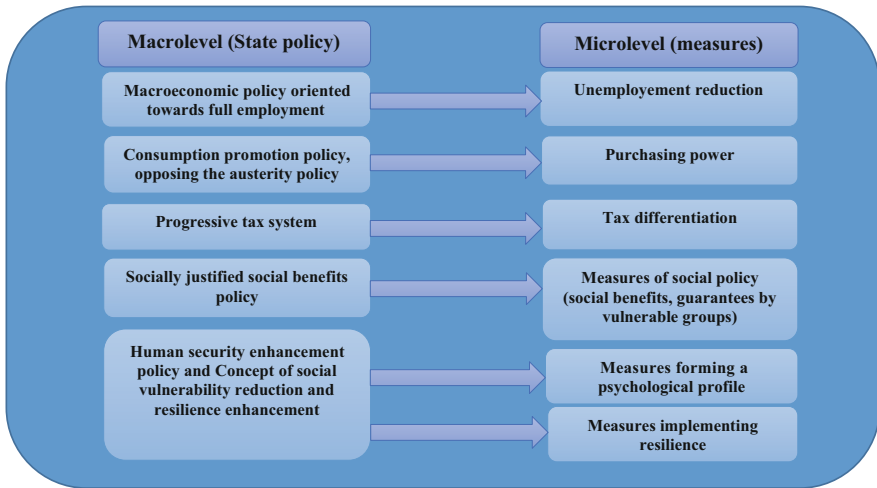 Macrolevel (State policy)
Microlevel (measures)
Macroeconomic policy oriented
towards full employment
Unemployement reduction
Consumption promotion policy,
opposing the austerity policy
Purchasing power
Progressive tax system
Tax differentiation
Socially justified social benefits
policy
Measures of social policy
(social benefits, guarantees by
vulnerable groups)
Human security enhancement
policy and Concept of social
vulnerability reduction and
resilience enhancement
Measures forming a
psychological profile
Measures implementing
resilience